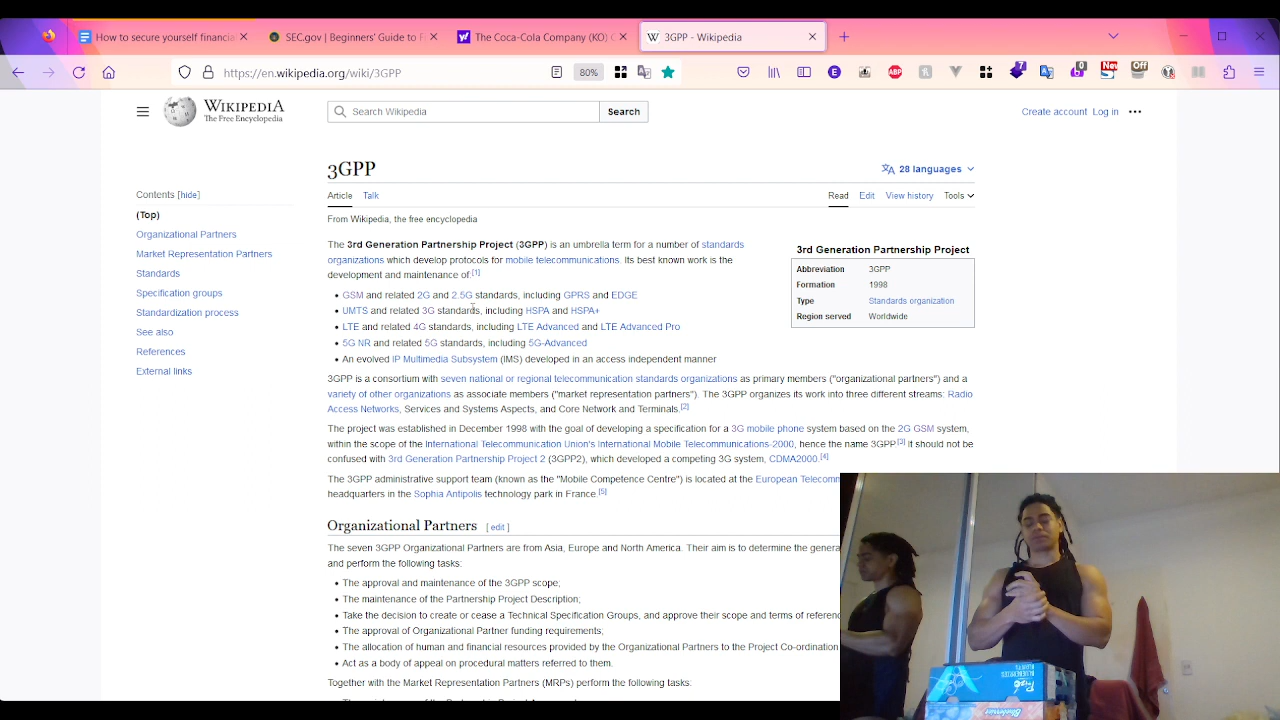 How to secure yourself financia
SEC.gov | Beginners' Guide to F
The Coca-Cola Company (KO)
3GPP - Wikipedia
https://en.wikipedia.org/wiki/3GPP
80%
E
ABP
7
0
New
Off
WIKIPEDIA
The Free Encyclopedia
Search Wikipedia
Search
Create account Log in
3GPP
28 languages
Contents [hide]
(Top)
Organizational Partners
Market Representation Partners
Standards
Specification groups
Standardization process
See also
References
External links
Article Talk
Read Edit View history Tools
From Wikipedia, the free encyclopedia
The 3rd Generation Partnership Project (3GPP) is an umbrella term for a number of standards
organizations which develop protocols for mobile telecommunications. Its best known work is the
development and maintenance of:[1]
• GSM and related 2G and 2.5G standards, including GPRS and EDGE
• UMTS and related 3G standards, including HSPA and HSPA+
• LTE and related 4G standards, including LTE Advanced and LTE Advanced Pro
• 5G NR and related 5G standards, including 5G-Advanced
• An evolved IP Multimedia Subsystem (IMS) developed in an access independent manner
3rd Generation Partnership Project
Abbreviation 3GPP
Formation 1998
Type Standards organization
Region served Worldwide
3GPP is a consortium with seven national or regional telecommunication standards organizations as primary members ("organizational partners") and a
variety of other organizations as associate members ("market representation partners"). The 3GPP organizes its work into three different streams: Radio
Access Networks, Services and Systems Aspects, and Core Network and Terminals.[2]
The project was established in December 1998 with the goal of developing a specification for a 3G mobile phone system based on the 2G GSM system,
within the scope of the International Telecommunication Union's International Mobile Telecommunications-2000, hence the name 3GPP.[3] It should not be
confused with 3rd Generation Partnership Project 2 (3GPP2), which developed a competing 3G system, CDMA2000.[4]
The 3GPP administrative support team (known as the "Mobile Competence Centre") is located at the European Telecomm
headquarters in the Sophia Antipolis technology park in France.[5]
Organizational Partners [ edit ]
The seven 3GPP Organizational Partners are from Asia, Europe and North America. Their aim is to determine the genera
and perform the following tasks:
• The approval and maintenance of the 3GPP scope;
• The maintenance of the Partnership Project Description;
• Take the decision to create or cease a Technical Specification Groups, and approve their scope and terms of referenc
• The approval of Organizational Partner funding requirements;
• The allocation of human and financial resources provided by the Organizational Partners to the Project Co-ordination
• Act as a body of appeal on procedural matters referred to them.
Together with the Market Representation Partners (MRPs) perform the following tasks: